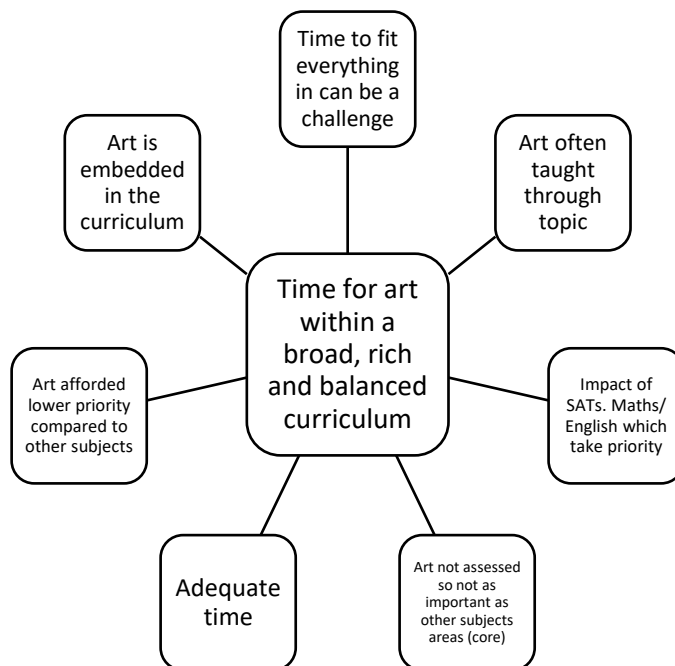 Time to fit
everything
in can be a
challenge
Art is
embedded
in the
curriculum
Art often
taught
through
topic
Time for art
within a
broad, rich
and balanced
curriculum
Art afforded
lower priority
compared to
other subjects
Impact of
SATs. Maths/
English which
take priority
Adequate
time
Art not assessed
so not as
important as
other subjects
areas (core)